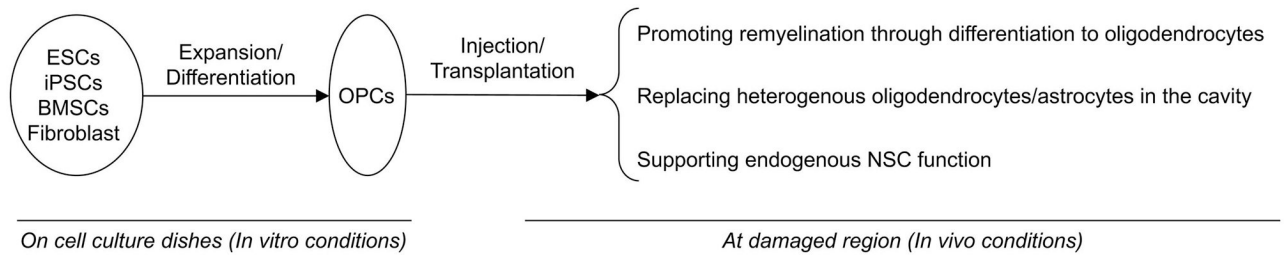 ESCs
iPSCs
BMSCs
Fibroblast
Expansion/
Differentiation
OPCs
Injection/
Transplantation
Promoting remyelination through differentiation to oligodendrocytes
Replacing heterogenous oligodendrocytes/astrocytes in the cavity
Supporting endogenous NSC function
On cell culture dishes (In vitro conditions)
At damaged region (In vivo conditions)